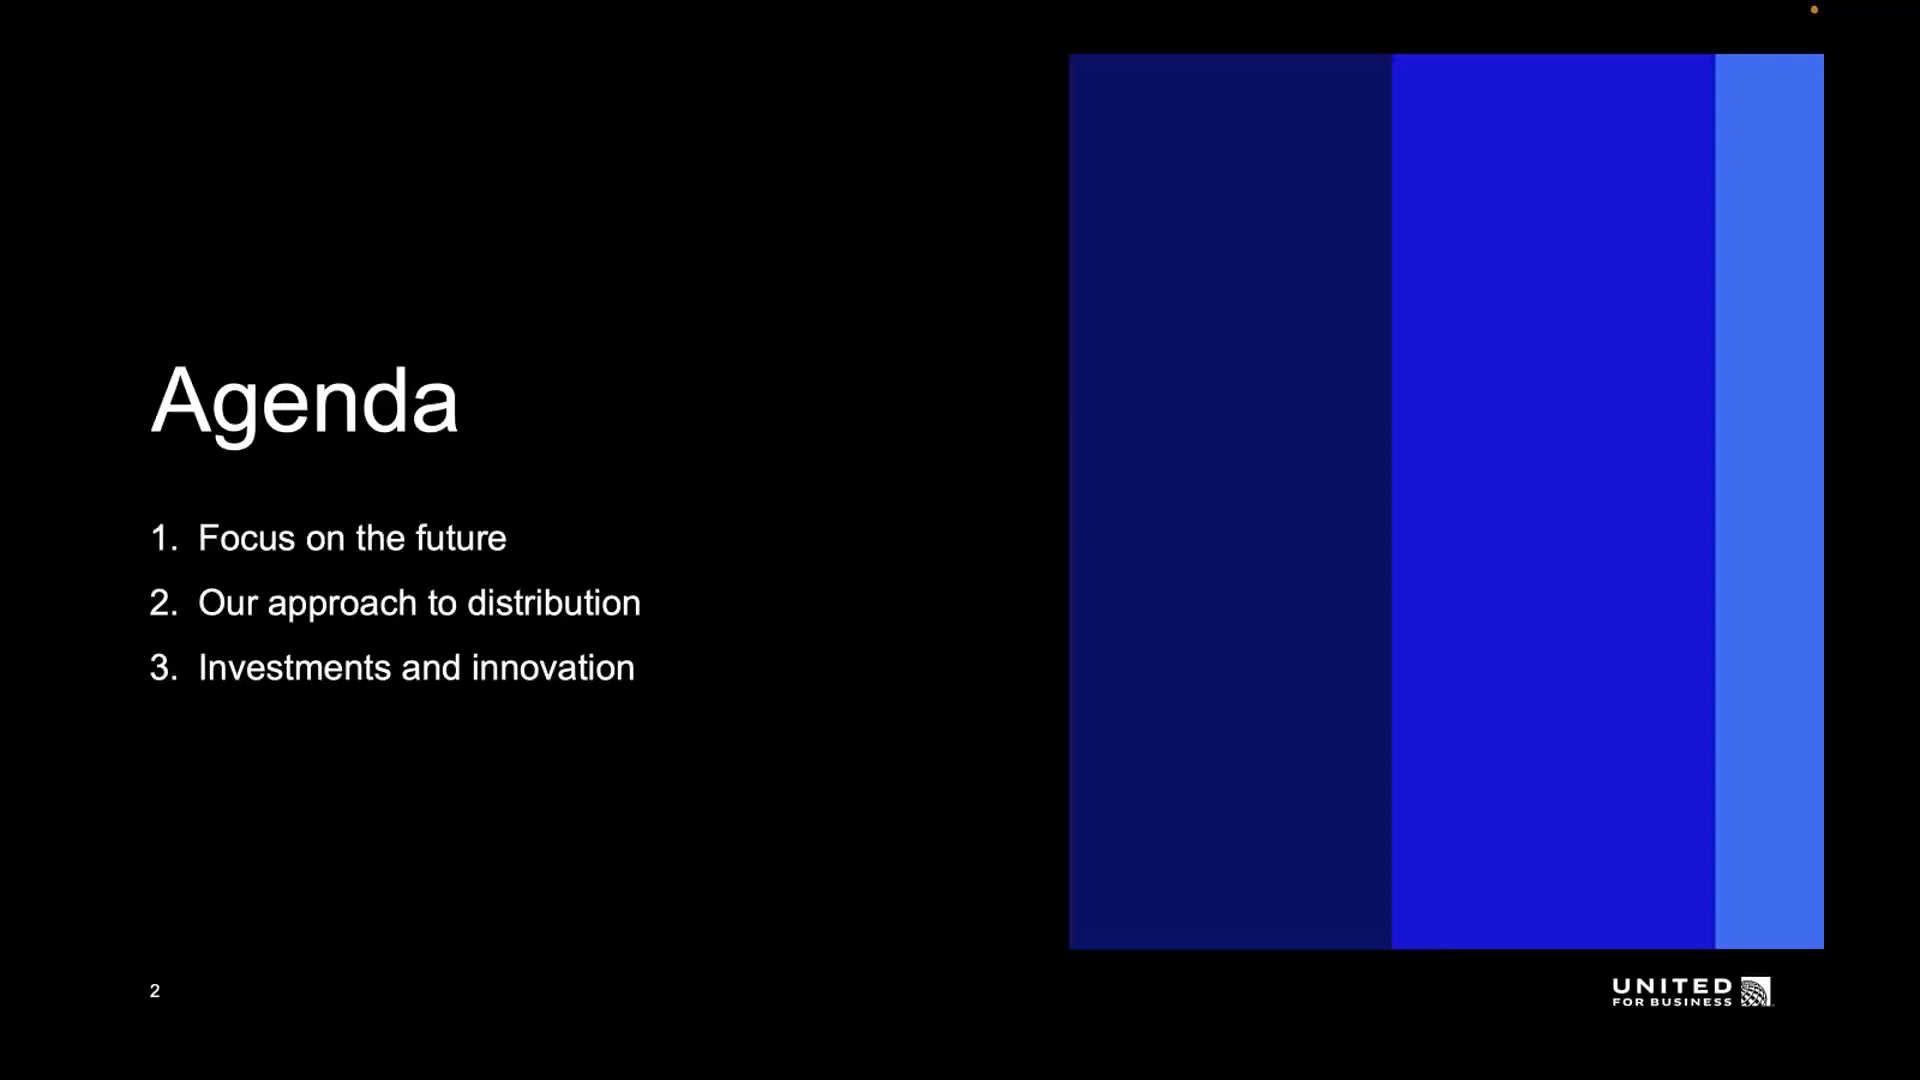 Agenda
1. Focus on the future
2. Our approach to distribution
3. Investments and innovation
2
UNITED
FOR BUSINESS